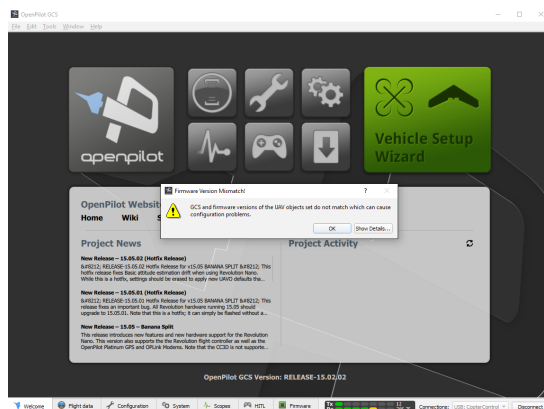 OpenPilot GCS
File Edit Tools Window Help
openpilot
Vehicle Setup
Wizard
Firmware Version Mismatch!
GCS and firmware versions of the UAV objects set do not match which can cause
configuration problems.
OK Show Details...
OpenPilot Websit
Home Wiki S
Project News
New Release – 15.05.02 (Hotfix Release)
&#8212; RELEASE-15.05.02 Hotfix Release for v15.05 BANANA SPLIT &#8212; This
hotfix release fixes Basic attitude estimation drift when using Revolution Nano.
While this is a hotfix, settings should be erased to apply new UAVO defaults the...
New Release – 15.05.01 (Hotfix Release)
&#8212; RELEASE-15.05.01 Hotfix Release for v15.05 BANANA SPLIT &#8212; This
release fixes an important bug. All Revolution hardware running 15.05 should
upgrade to 15.05.01. Note that this is a hotfix; it can simply be flashed without a...
New Release – 15.05 – Banana Split
This release introduces new features and new hardware support for the Revolution
Nano. This version also supports the the Revolution flight controller as well as the
OpenPilot Platinum GPS and OPLink Modems. Note that the CC3D is not supporte...
Project Activity
OpenPilot GCS Version: RELEASE-15.02/02
Welcome Flight data Configuration System Scopes HITL Firmware Tx 12 Connections: USB: CopterControl Disconnect